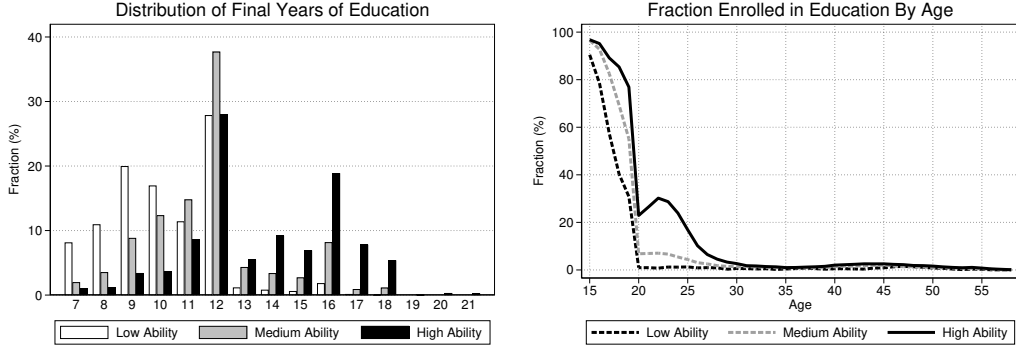 Distribution of Final Years of Education
Fraction (%)
40
30
20
10
0
7 8 9 10 11 12 13 14 15 16 17 18 19 20 21
Low Ability Medium Ability High Ability
Fraction Enrolled in Education By Age
Fraction (%)
100
80
60
40
20
0
15 20 25 30 35 40 45 50 55
Age
Low Ability Medium Ability High Ability